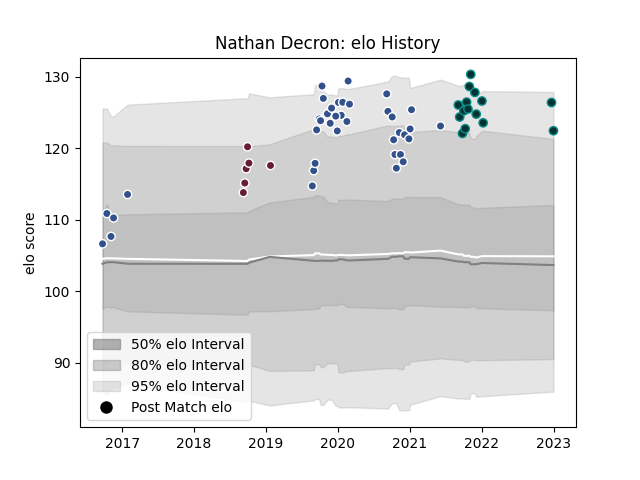 Nathan Decron: elo History
elo score
130
120
110
100
90
50% elo Interval
80% elo Interval
95% elo Interval
Post Match elo
2017
2018
2019
2020
2021
2022
2023